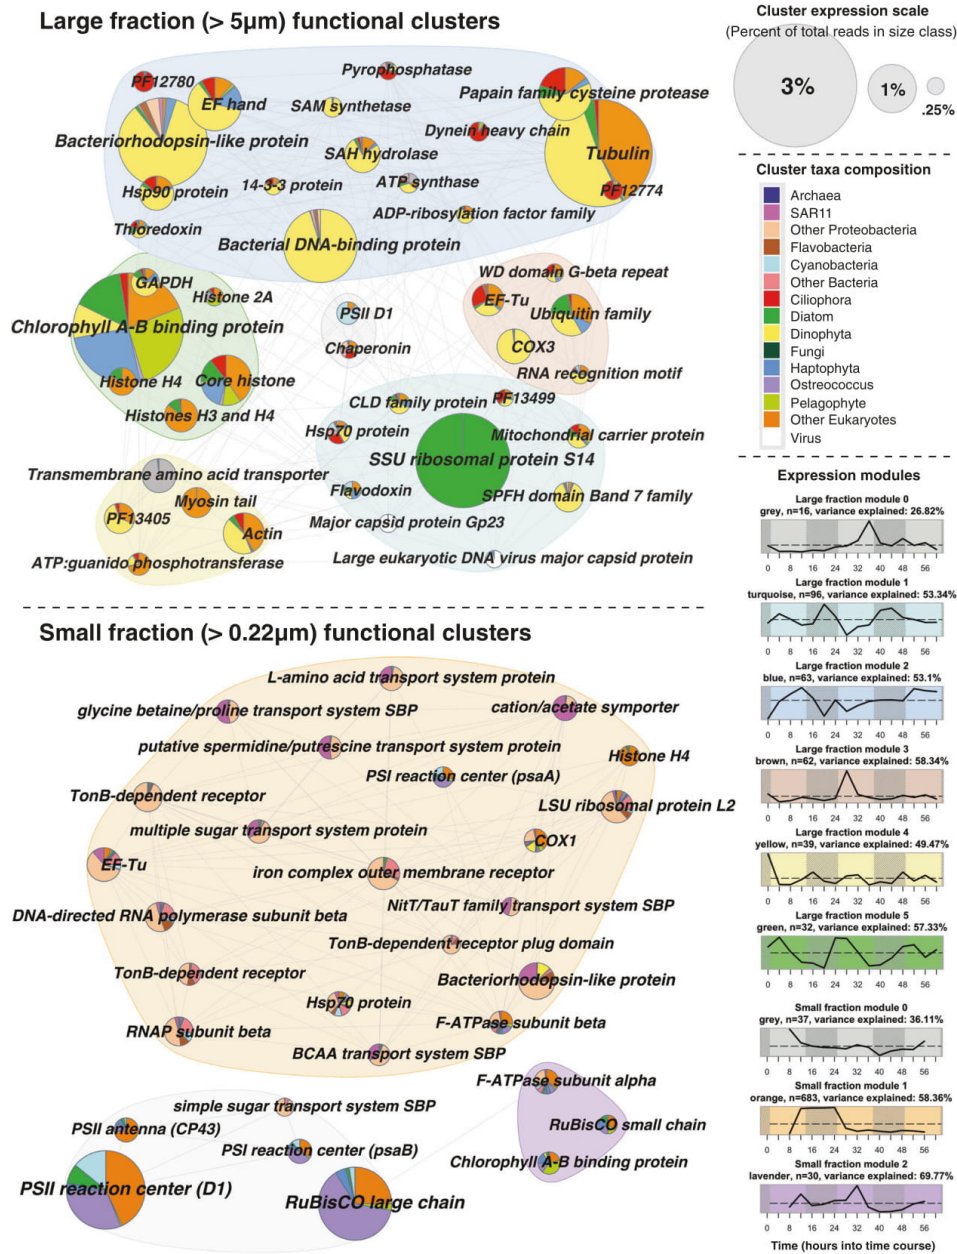 Large fraction (> 5µm) functional clusters
PF12780
EF hand
Bacteriorhodopsin-like protein
Pyrophosphatase
SAM synthetase
Papain family cysteine protease
Dynein heavy chain
SAH hydrolase
Tubulin
Hsp90 protein
14-3-3 protein
ATP synthase
PF12774
ADP-ribosylation factor family
Thioredoxin
Bacterial DNA-binding protein
GAPDH
Histone 2A
Chlorophyll A-B binding protein
Histone H4
Core histone
Histones H3 and H4
PSII D1
Chaperonin
WD domain G-beta repeat
EF-Tu
Ubiquitin family
COX3
RNA recognition motif
CLD family protein
PF13499
Hsp70 protein
Mitochondrial carrier protein
SSU ribosomal protein S14
Flavodoxin
SPFH domain Band 7 family
Major capsid protein Gp23
Large eukaryotic DNA virus major capsid protein
Transmembrane amino acid transporter
Myosin tail
PF13405
Actin
ATP:guanido phosphotransferase
Small fraction (> 0.22µm) functional clusters
L-amino acid transport system protein
glycine betaine/proline transport system SBP
cation/acetate symporter
putative spermidine/putrescine transport system protein
Histone H4
PSI reaction center (psaA)
TonB-dependent receptor
LSU ribosomal protein L2
multiple sugar transport system protein
COX1
EF-Tu
iron complex outer membrane receptor
NitT/TauT family transport system SBP
DNA-directed RNA polymerase subunit beta
TonB-dependent receptor plug domain
TonB-dependent receptor
Bacteriorhodopsin-like protein
Hsp70 protein
RNAP subunit beta
F-ATPase subunit beta
BCAA transport system SBP
F-ATPase subunit alpha
RuBisCO small chain
Chlorophyll A-B binding protein
simple sugar transport system SBP
PSII antenna (CP43)
PSI reaction center (psaB)
PSII reaction center (D1)
RuBisCO large chain
Cluster expression scale
(Percent of total reads in size class)
3%
1%
.25%
Cluster taxa composition
Archaea
SAR11
Other Proteobacteria
Flavobacteria
Cyanobacteria
Other Bacteria
Ciliophora
Diatom
Dinophyta
Fungi
Haptophyta
Ostreococcus
Pelagophyte
Other Eukaryotes
Virus
Expression modules
Large fraction module 0
grey, n=16, variance explained: 26.82%
0 8 16 24 32 40 48 56
Large fraction module 1
turquoise, n=96, variance explained: 53.34%
0 8 16 24 32 40 48 56
Large fraction module 2
blue, n=63, variance explained: 53.1%
0 8 16 24 32 40 48 56
Large fraction module 3
brown, n=62, variance explained: 58.34%
0 8 16 24 32 40 48 56
Large fraction module 4
yellow, n=39, variance explained: 49.47%
0 8 16 24 32 40 48 56
Large fraction module 5
green, n=32, variance explained: 57.33%
0 8 16 24 32 40 48 56
Small fraction module 0
grey, n=37, variance explained: 36.11%
0 8 16 24 32 40 48 56
Small fraction module 1
orange, n=683, variance explained: 58.36%
0 8 16 24 32 40 48 56
Small fraction module 2
lavender, n=30, variance explained: 69.77%
0 8 16 24 32 40 48 56
Time (hours into time course)